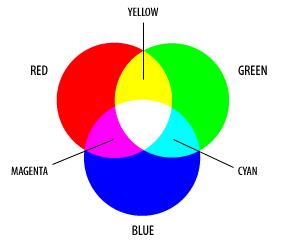 YELLOW
RED
GREEN
MAGENTA
CYAN
BLUE